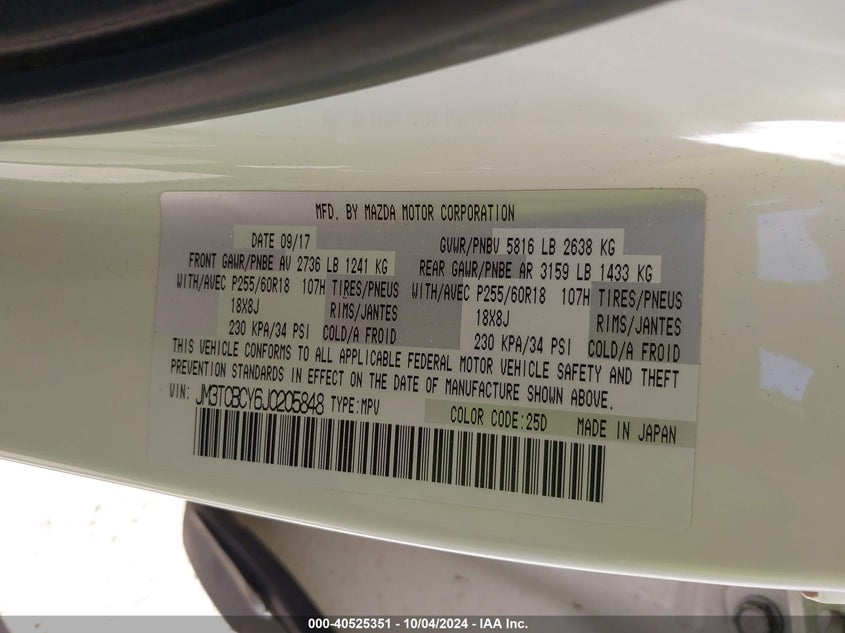 MFD. BY MAZDA MOTOR CORPORATION
DATE 09/17 GVWR/PNBV 5816 LB 2638 KG
FRONT GAWR/PNBE AV 2736 LB 1241 KG REAR GAWR/PNBE AR 3159 LB 1433 KG
WITH/AVEC P255/60R18 107H TIRES/PNEUS WITH/AVEC P255/60R18 107H TIRES/PNEUS
18X8J RIMS/JANTES 18X8J RIMS/JANTES
230 KPA/34 PSI COLD/A FROID 230 KPA/34 PSI COLD/A FROID
THIS VEHICLE CONFORMS TO ALL APPLICABLE FEDERAL MOTOR VEHICLE SAFETY AND THEFT
PREVENTION STANDARDS IN EFFECT ON THE DATE OF MANUFACTURE SHOWN ABOVE.
VIN: JM3TCBCY6J0205848 TYPE:MPV COLOR CODE:25D MADE IN JAPAN
000-40525351 - 10/04/2024 - IAA Inc.